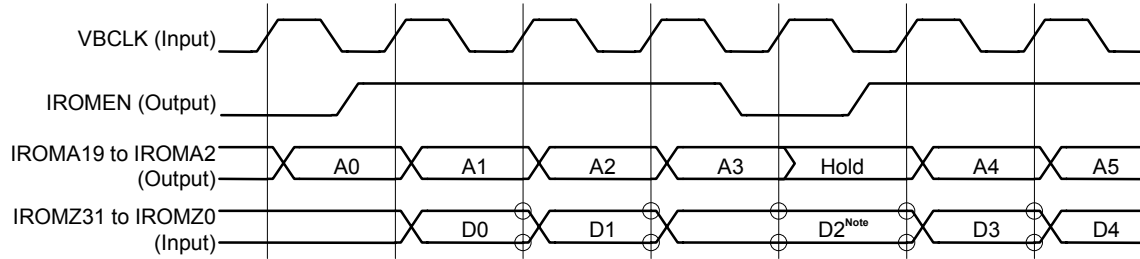 VBCLK (Input)
IROMEN (Output)
IROMA19 to IROMA2
(Output)
A0 A1 A2 A3 Hold A4 A5
IROMZ31 to IROMZ0
(Input)
D0 D1 D2Note D3 D4